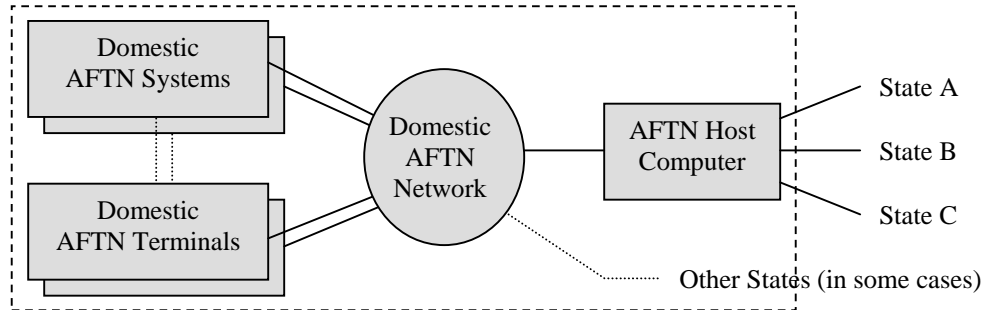 Domestic
AFTN Systems
Domestic
AFTN
Network
AFTN Host
Computer
State A
State B
State C
Domestic
AFTN Terminals
Other States (in some cases)